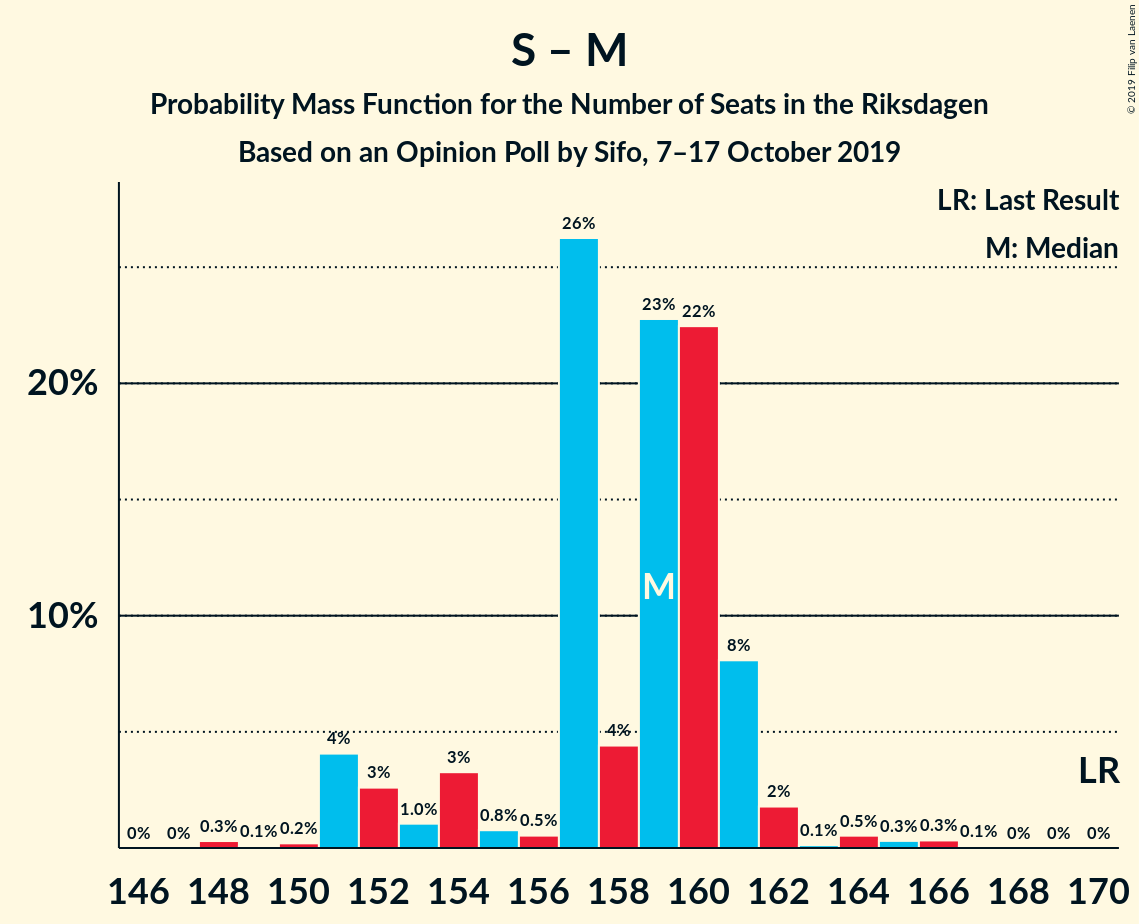 S – M
Probability Mass Function for the Number of Seats in the Riksdagen
Based on an Opinion Poll by Sifo, 7–17 October 2019
© 2019 Filip van Laenen
LR: Last Result
M: Median
20%
10%
0% 0% 0.3% 0.1% 0.2% 4% 3% 1.0% 3% 0.8% 0.5% 26% 4% 23% 22% 8% 2% 0.1% 0.5% 0.3% 0.3% 0.1% 0% 0% 0%
M
LR
146 148 150 152 154 156 158 160 162 164 166 168 170